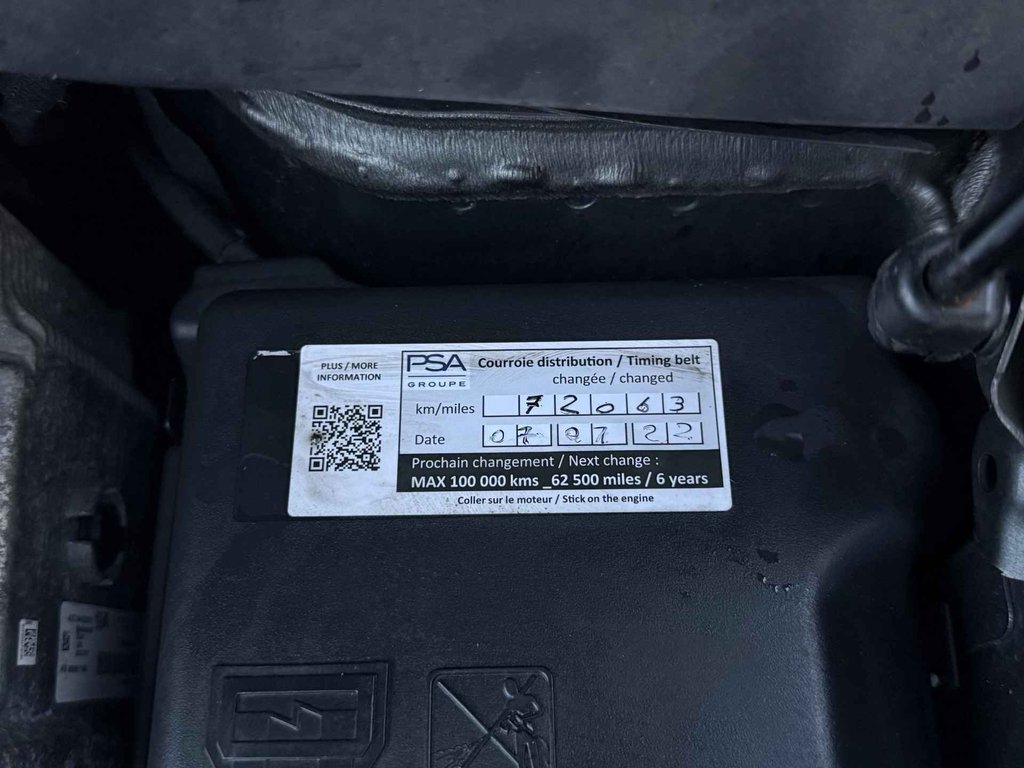 PLUS / MORE
INFORMATION
PSA
GROUPE
Courroie distribution / Timing belt
changée / changed
km/miles 72063
Date 07 07 22
Prochain changement / Next change :
MAX 100 000 kms _62 500 miles / 6 years
Coller sur le moteur / Stick on the engine